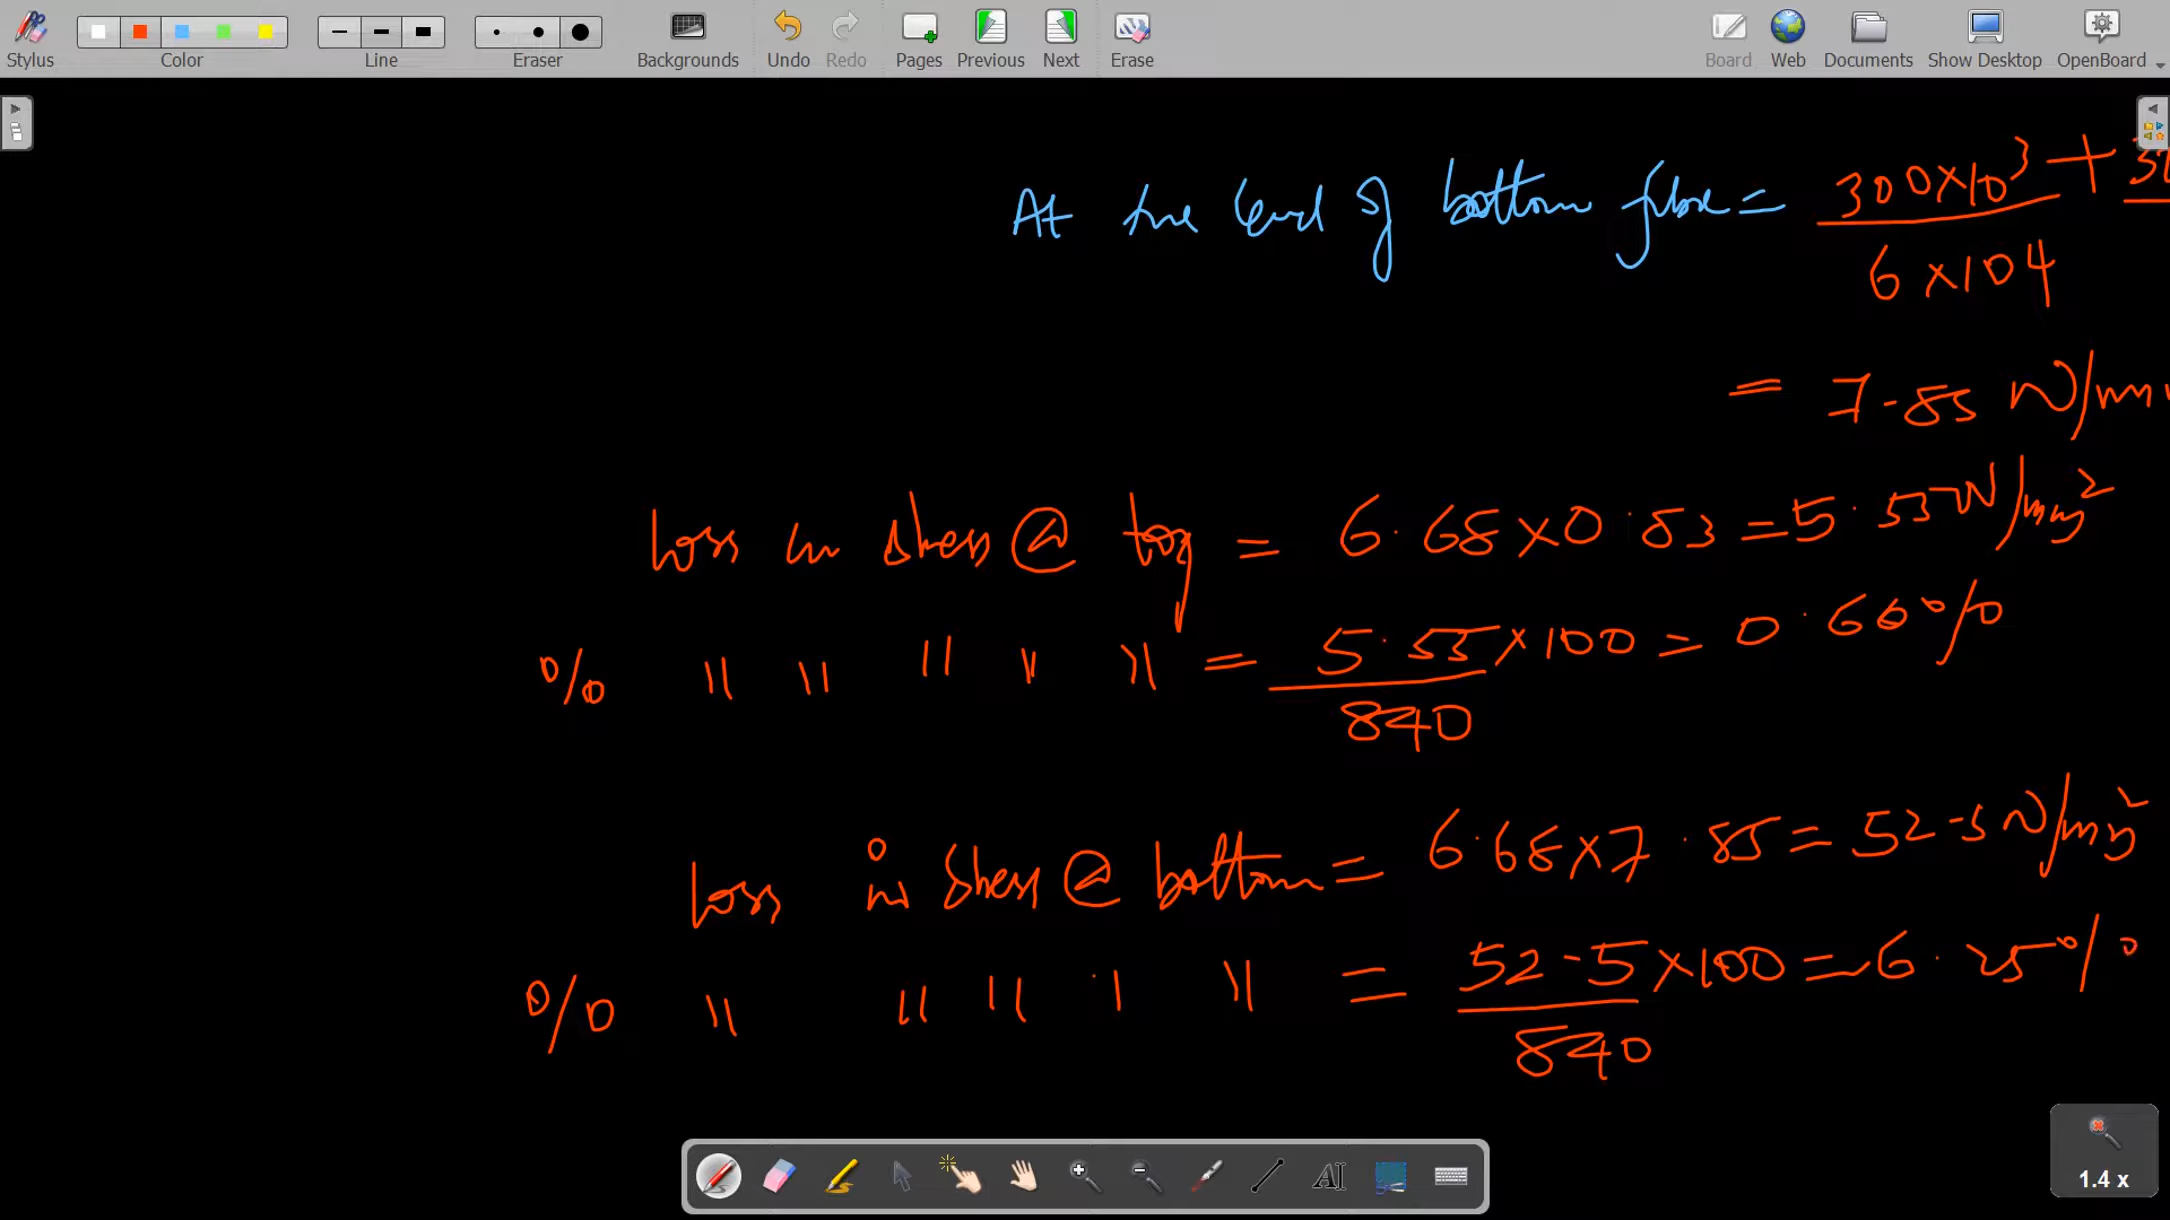 Stylus Color Line Eraser Backgrounds Undo Redo Pages Previous Next Erase Board Web Documents Show Desktop OpenBoard
At the level of bottom fibre = 300×10³ +
6×104
= 7.85 N/mm
loss in stress @ top = 6.68×0.83 = 5.53 N/mm²
% 〃 〃 〃 〃 〃 = 5.53 ×100 = 0.66%
840
loss in stress @ bottom = 6.68×7.85 = 52.5 N/mm²
% 〃 〃 〃 〃 〃 = 52.5 ×100 = 6.25%
840
1.4 x